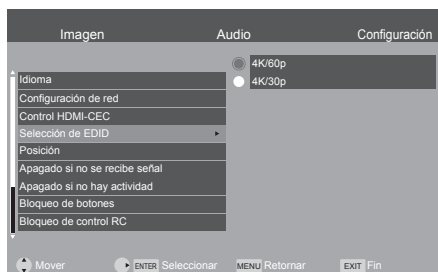 Imagen Audio Configuración
4K/60p
Idioma 4K/30p
Configuración de red
Control HDMI-CEC
Selección de EDID
Posición
Apagado si no se recibe señal
Apagado si no hay actividad
Bloqueo de botones
Bloqueo de control RC
Mover ENTER Seleccionar MENU Retornar EXIT Fin